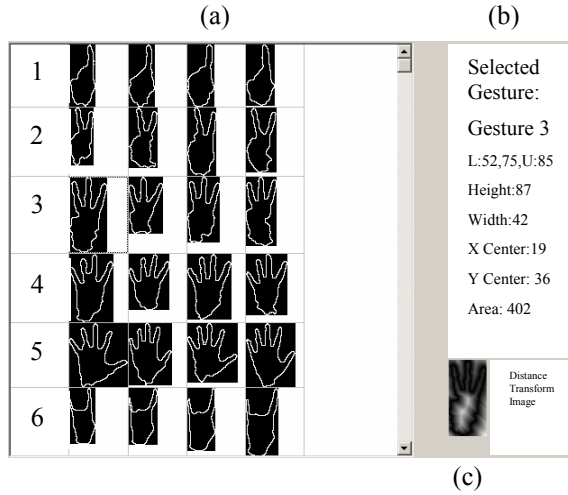 (a)
(b)
1
2
3
4
5
6
Selected
Gesture:
Gesture 3
L:52,75,U:85
Height:87
Width:42
X Center:19
Y Center: 36
Area: 402
Distance
Transform
Image
(c)